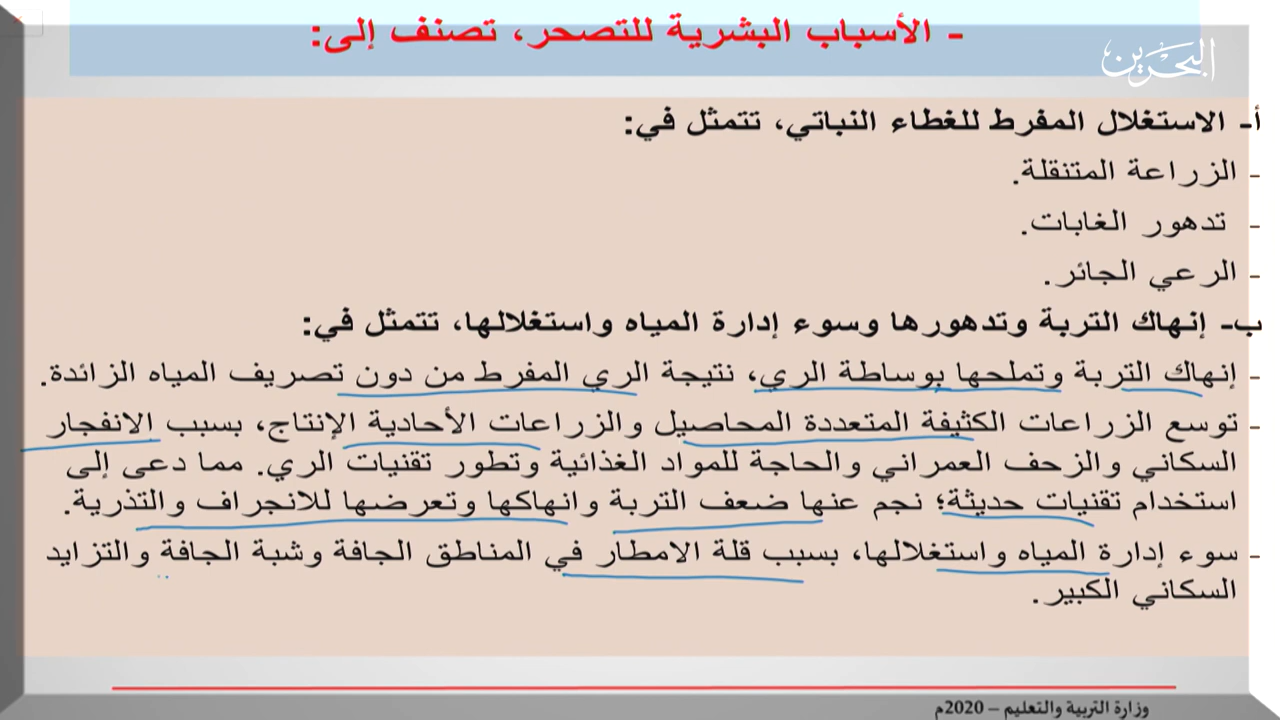 - الأسباب البشرية للتصحر، تصنف إلى:
البحرين
أ- الاستغلال المفرط للغطاء النباتي، تتمثل في:
- الزراعة المتنقلة.
- تدهور الغابات.
- الرعي الجائر.
ب- إنهاك التربة وتدهورها وسوء إدارة المياه واستغلالها، تتمثل في:
- إنهاك التربة وتملحها بوساطة الري، نتيجة الري المفرط من دون تصريف المياه الزائدة.
- توسع الزراعات الكثيفة المتعددة المحاصيل والزراعات الأحادية الإنتاج، بسبب الانفجار
السكاني والزحف العمراني والحاجة للمواد الغذائية وتطور تقنيات الري. مما دعى إلى
استخدام تقنيات حديثة؛ نجم عنها ضعف التربة وانهاكها وتعرضها للانجراف والتذرية.
- سوء إدارة المياه واستغلالها، بسبب قلة الامطار في المناطق الجافة وشبة الجافة والتزايد
السكاني الكبير.
وزارة التربية والتعليم – 2020م